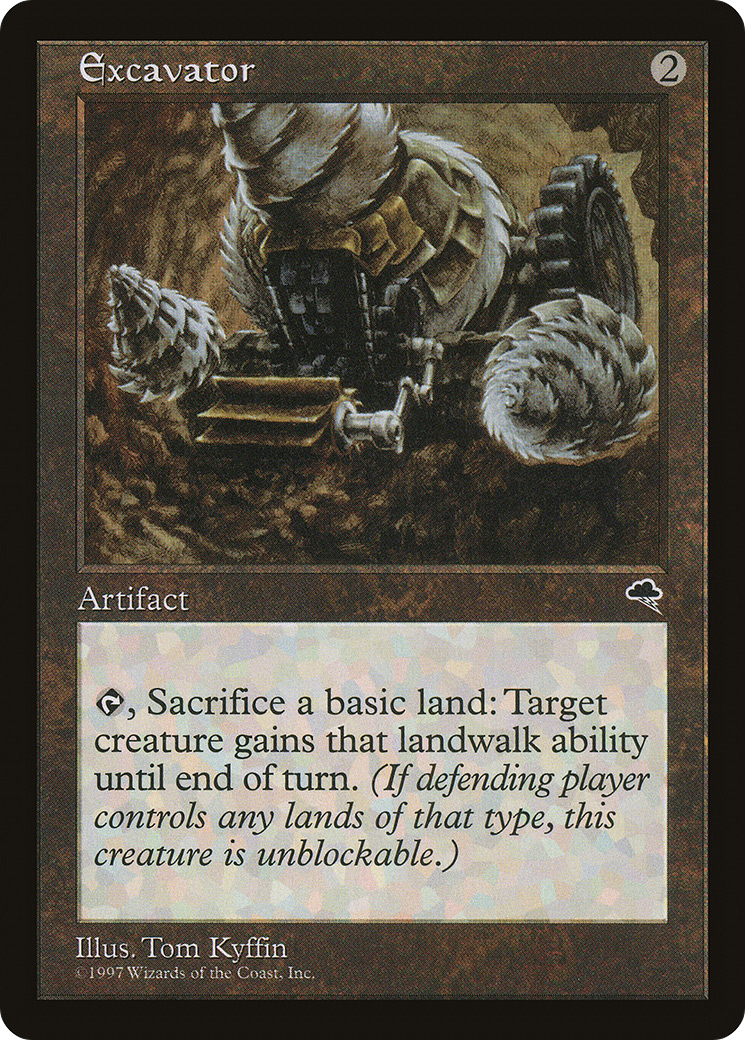 Excavator 2
Artifact
, Sacrifice a basic land: Target
creature gains that landwalk ability
until end of turn. (If defending player
controls any lands of that type, this
creature is unblockable.)
Illus. Tom Kyffin
©1997 Wizards of the Coast, Inc.